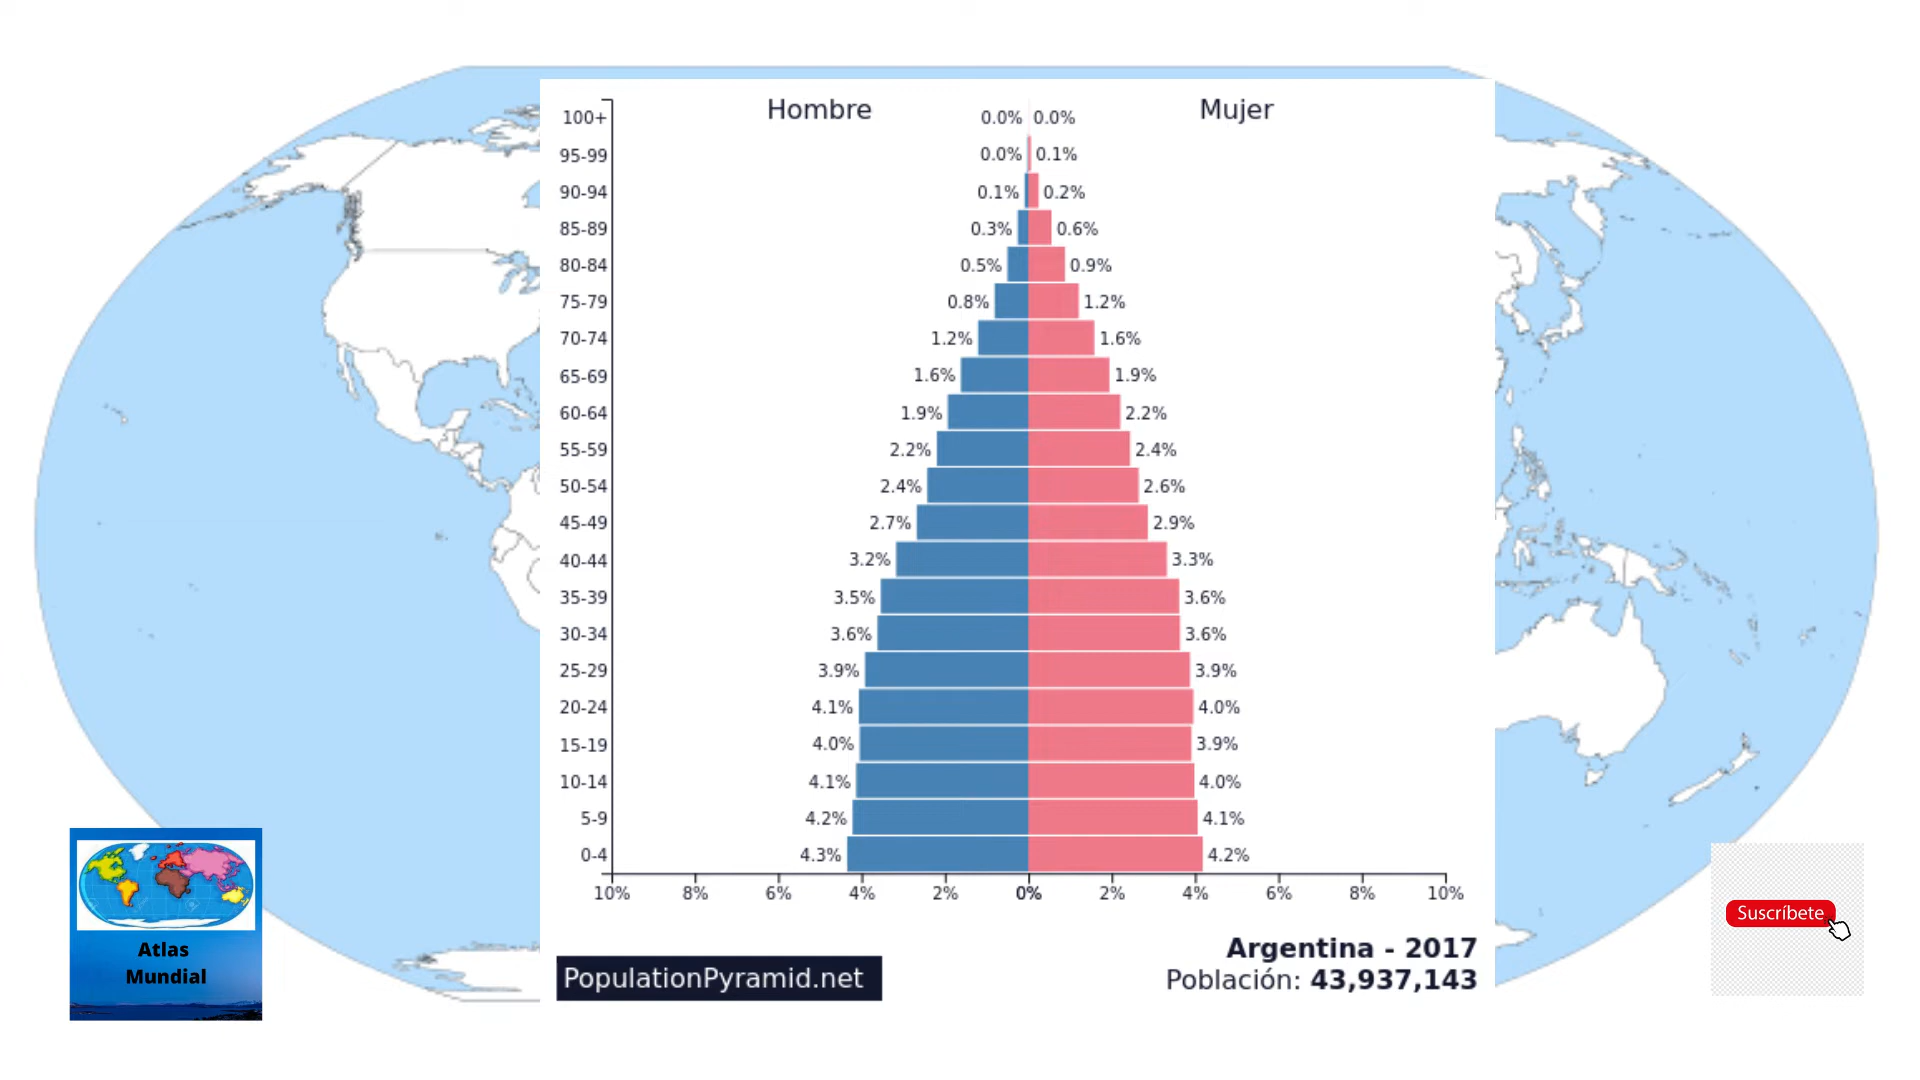 Hombre Mujer
100+ 0.0% 0.0%
95-99 0.0% 0.1%
90-94 0.1% 0.2%
85-89 0.3% 0.6%
80-84 0.5% 0.9%
75-79 0.8% 1.2%
70-74 1.2% 1.6%
65-69 1.6% 1.9%
60-64 1.9% 2.2%
55-59 2.2% 2.4%
50-54 2.4% 2.6%
45-49 2.7% 2.9%
40-44 3.2% 3.3%
35-39 3.5% 3.6%
30-34 3.6% 3.6%
25-29 3.9% 3.9%
20-24 4.1% 4.0%
15-19 4.0% 3.9%
10-14 4.1% 4.0%
5-9 4.2% 4.1%
0-4 4.3% 4.2%
10% 8% 6% 4% 2% 0% 2% 4% 6% 8% 10%
Argentina - 2017
PopulationPyramid.net Población: 43,937,143
Atlas
Mundial
Suscríbete